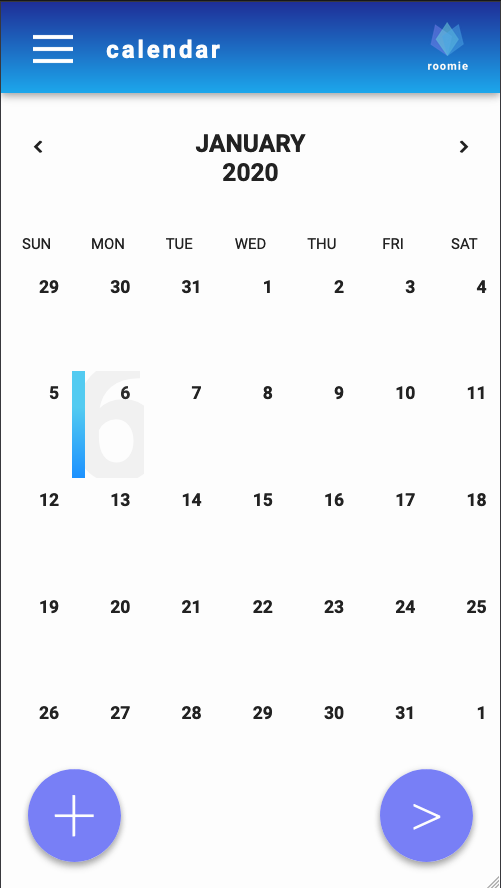 calendar
roomie
< JANUARY >
2020
SUN MON TUE WED THU FRI SAT
29 30 31 1 2 3 4
5 6 7 8 9 10 11
6
12 13 14 15 16 17 18
19 20 21 22 23 24 25
26 27 28 29 30 31 1
+ >